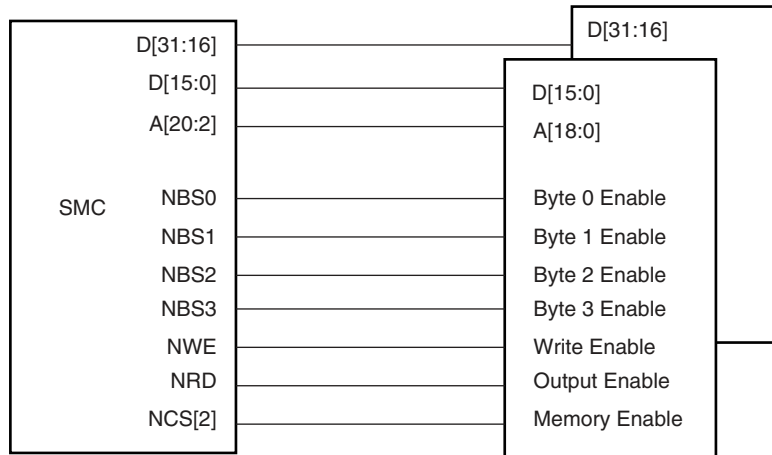 D[31:16] D[31:16]
D[15:0] D[15:0]
A[20:2] A[18:0]
SMC
NBS0 Byte 0 Enable
NBS1 Byte 1 Enable
NBS2 Byte 2 Enable
NBS3 Byte 3 Enable
NWE Write Enable
NRD Output Enable
NCS[2] Memory Enable